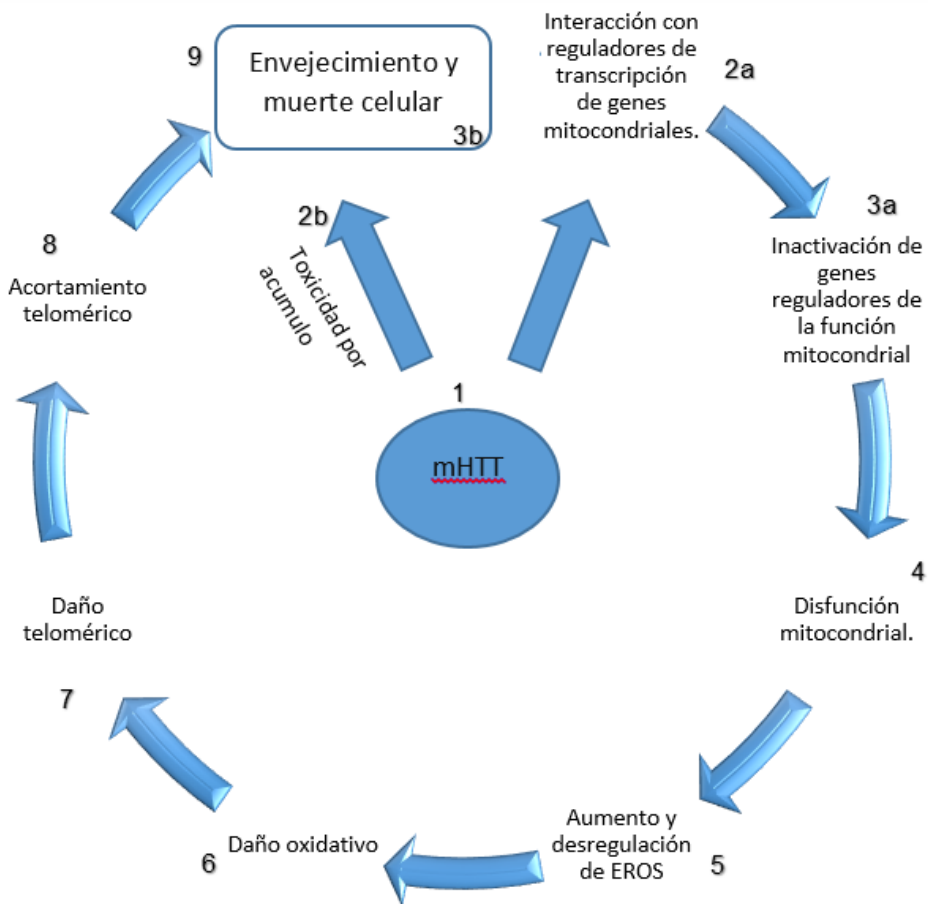 1
mHTT
2a
Interacción con
reguladores de
transcripción
de genes
mitocondriales.
3a
Inactivación de
genes
reguladores de
la función
mitocondrial
4
Disfunción
mitocondrial.
5
Aumento y
desregulación
de EROS
6
Daño oxidativo
7
Daño
telomérico
8
Acortamiento
telomérico
9
Envejecimiento y
muerte celular
3b
2b
Toxicidad por
acumulo